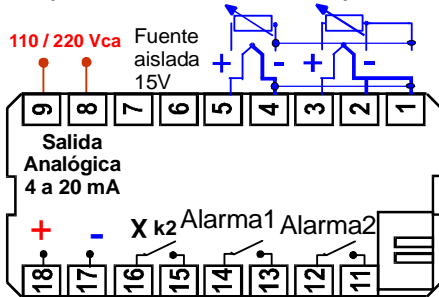 110 / 220 Vca
Fuente
aislada
15V
+ - + -
9 8 7 6 5 4 3 2 1
Salida
Analógica
4 a 20 mA
+ - X k2 Alarma1 Alarma2
18 17 16 15 14 13 12 11